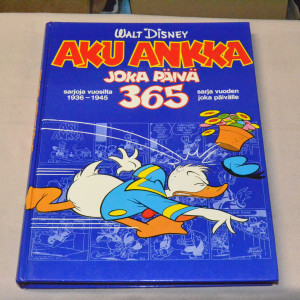 WALT DISNEY
AKU ANKKA
JOKA PÄIVÄ
sarjoja vuosilta
1936–1945
365
sarja vuoden
joka päivälle